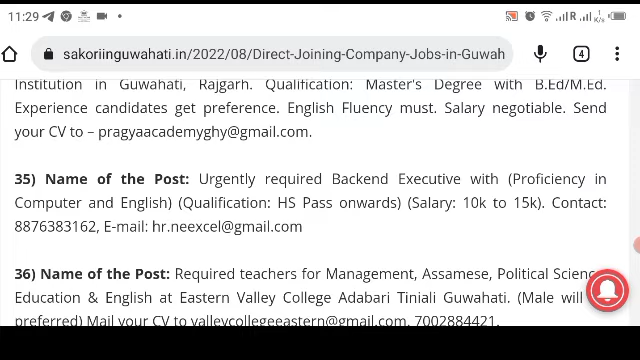 11:29
R
K/s
sakoriinguwahati.in/2022/08/Direct-Joining-Company-Jobs-in-Guwah
4
Institution in Guwahati, Rajgarh. Qualification: Master's Degree with B.Ed/M.Ed.
Experience candidates get preference. English Fluency must. Salary negotiable. Send
your CV to – pragyaacademyghy@gmail.com.
35) Name of the Post: Urgently required Backend Executive with (Proficiency in
Computer and English) (Qualification: HS Pass onwards) (Salary: 10k to 15k). Contact:
8876383162, E-mail: hr.neexcel@gmail.com
36) Name of the Post: Required teachers for Management, Assamese, Political Scienc
Education & English at Eastern Valley College Adabari Tiniali Guwahati. (Male will
preferred) Mail your CV to valleycollegeeastern@gmail.com, 7002884421.